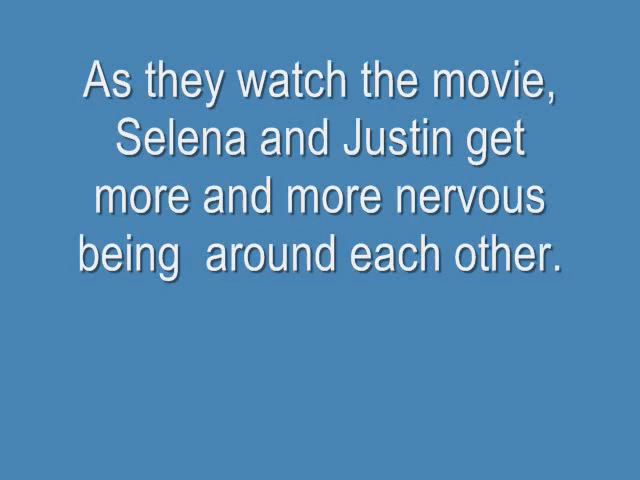 As they watch the movie,
Selena and Justin get
more and more nervous
being  around each other.